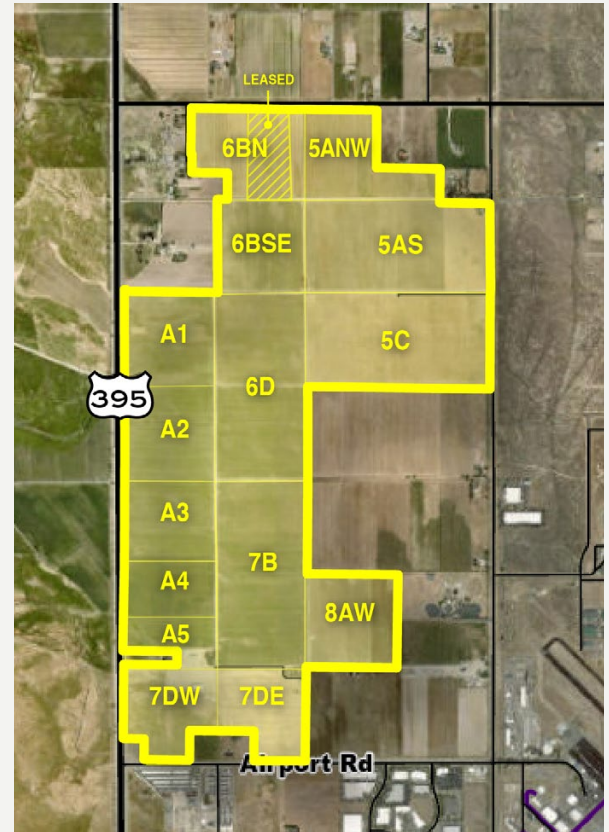 LEASED
6BN
5ANW
6BSE
5AS
A1
5C
6D
395
A2
A3
7B
A4
8AW
A5
7DW
7DE
Airport Rd